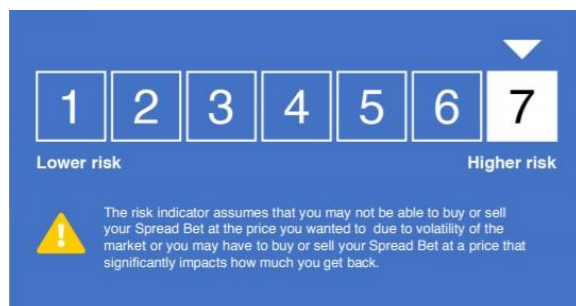 1 2 3 4 5 6 7
Lower risk Higher risk
The risk indicator assumes that you may not be able to buy or sell
your Spread Bet at the price you wanted to due to volatility of the
market or you may have to buy or sell your Spread Bet at a price that
significantly impacts how much you get back.